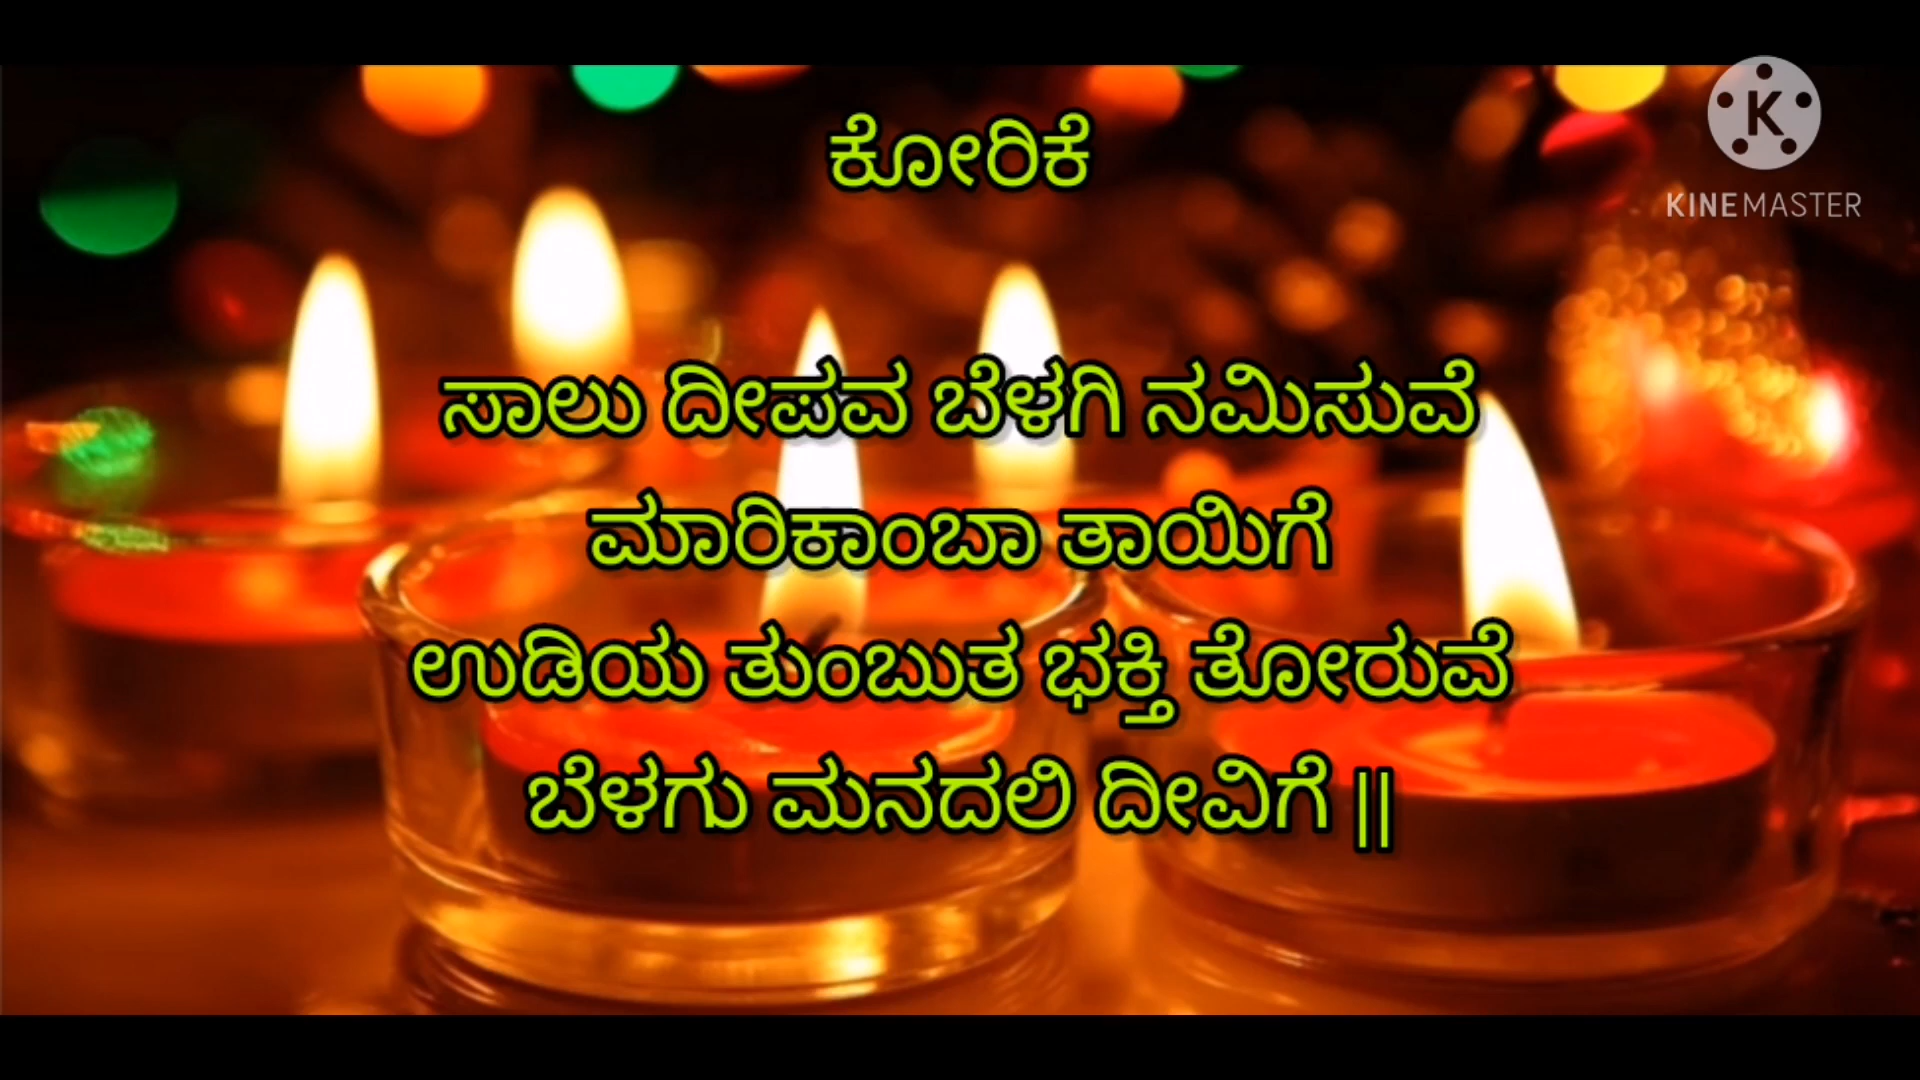 ಕೋರಿಕೆ
K
KINEMASTER
ಸಾಲು ದೀಪವ ಬೆಳಗಿ ನಮಿಸುವೆ
ಮಾರಿಕಾಂಬಾ ತಾಯಿಗೆ
ಉಡಿಯ ತುಂಬುತ ಭಕ್ತಿ ತೋರುವೆ
ಬೆಳಗು ಮನದಲಿ ದೀವಿಗೆ ||